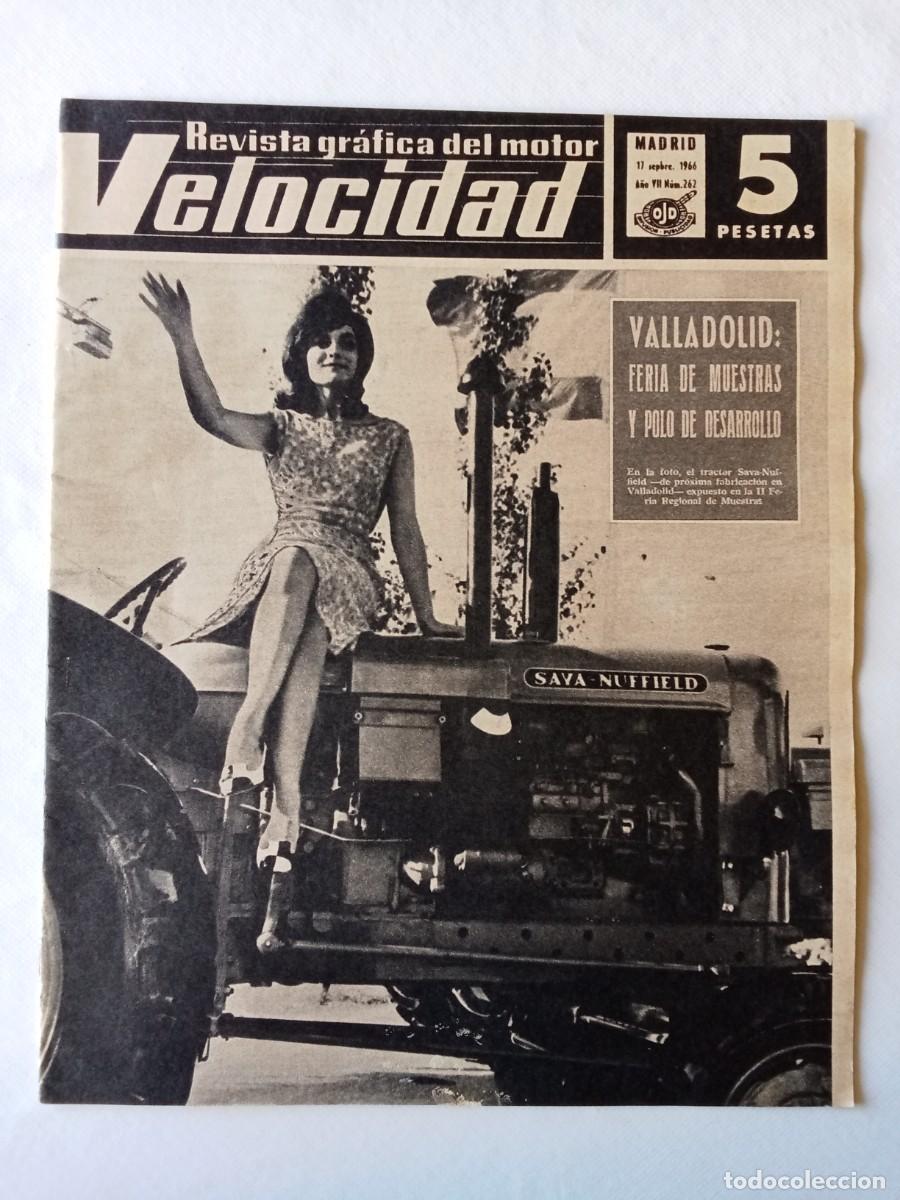 Revista gráfica del motor
Velocidad
MADRID
17 sepbre. 1966
Año VII Núm. 262
OJD
5
PESETAS
VALLADOLID:
FERIA DE MUESTRAS
Y POLO DE DESARROLLO
En la foto, el tractor Sava-Nuf-
field —de próxima fabricación en
Valladolid— expuesto en la II Fe-
ria Regional de Muestras
SAVA-NUFFIELD
todocoleccion